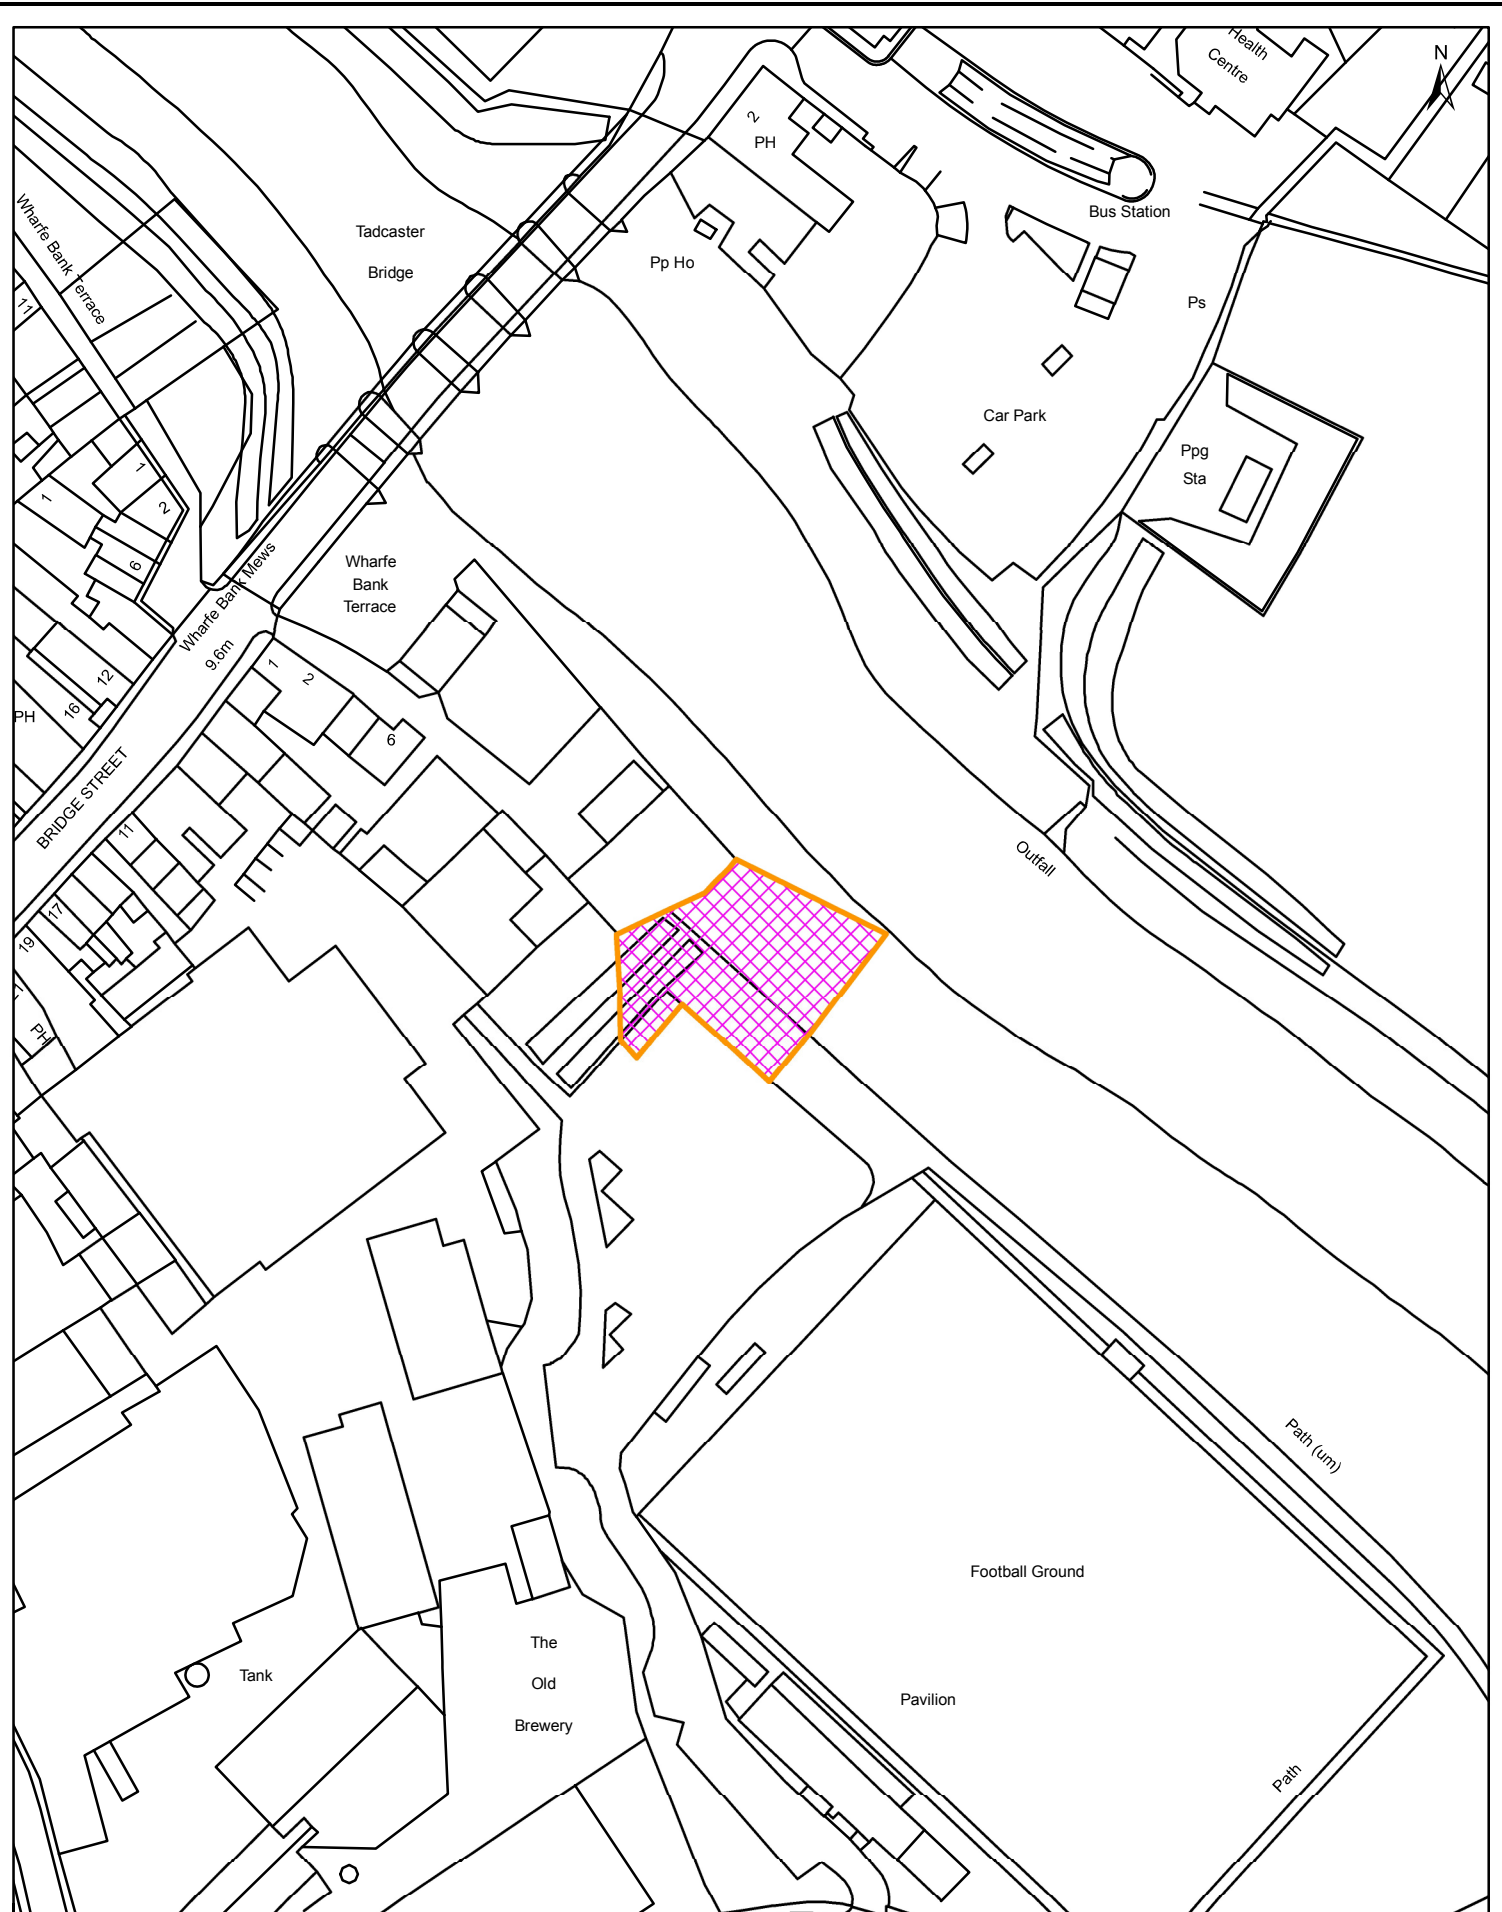 Health
Centre
N
2
PH
Bus Station
Wharfe Bank Terrace
Tadcaster
Bridge
Pp Ho
11
Ps
Car Park
Ppg
Sta
1
1
2
6
Wharfe
Bank
Terrace
Wharfe Bank Mews
9.6m
1
2
12
16
PH
6
BRIDGE STREET
11
Outfall
17
19
PH
Path (um)
Football Ground
The
Old
Brewery
Tank
Pavilion
Path